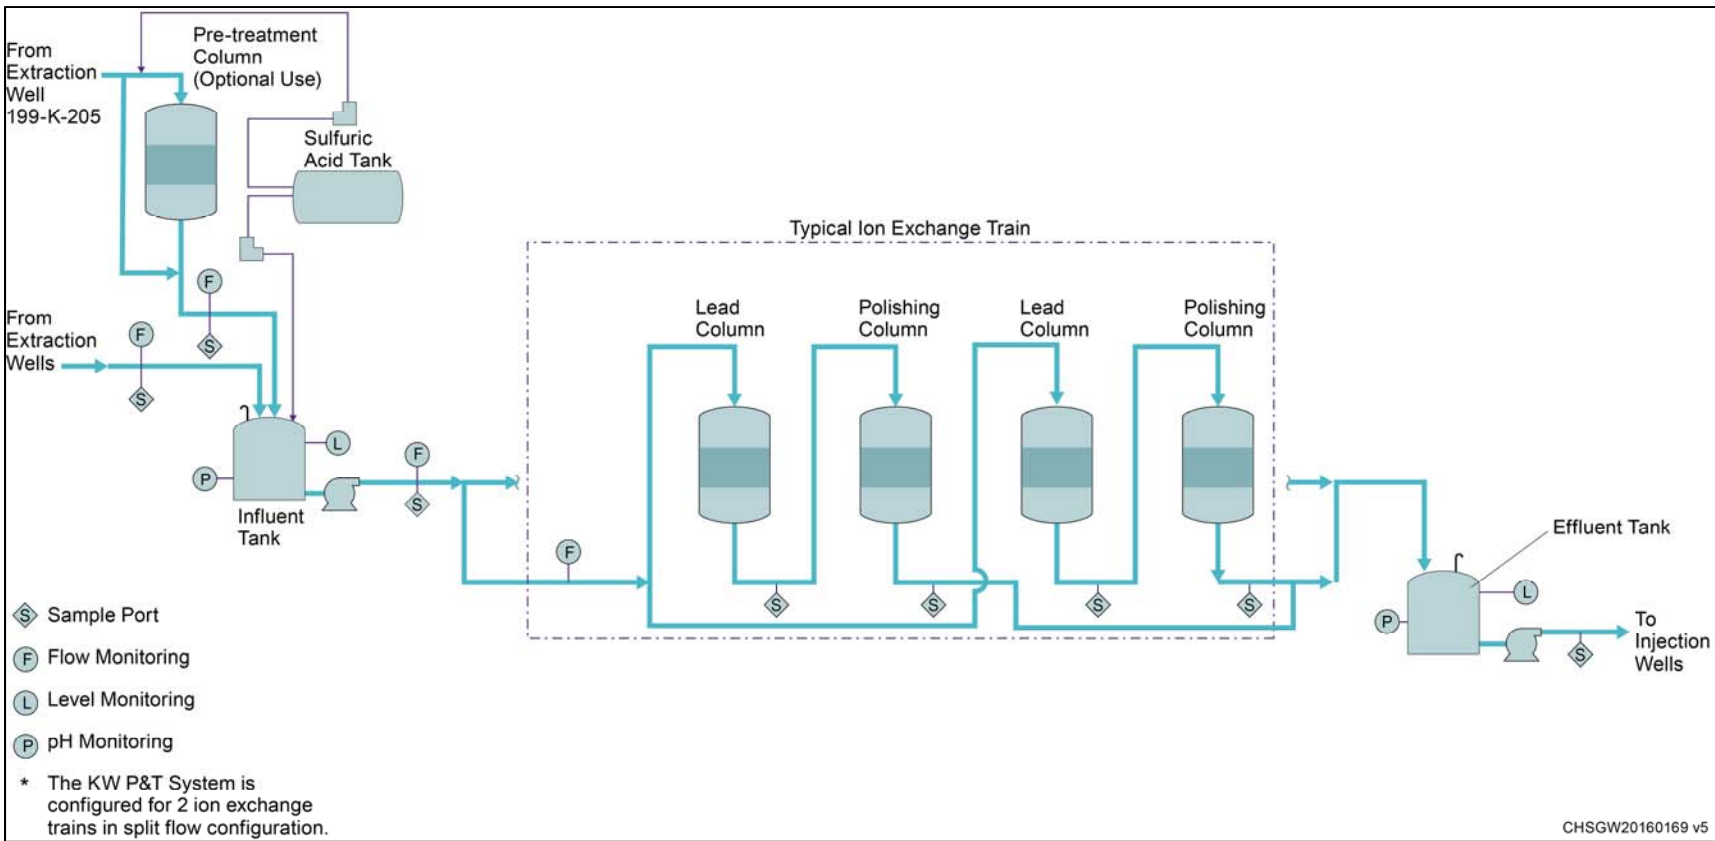 From
Extraction
Well
199-K-205
Pre-treatment
Column
(Optional Use)
Sulfuric
Acid Tank
Typical Ion Exchange Train
F
S
From
Extraction
Wells
F
S
Lead
Column
Polishing
Column
Lead
Column
Polishing
Column
L
P
F
S
Influent
Tank
F
S
S
S
S
Effluent Tank
L
P
S
To
Injection
Wells
S Sample Port
F Flow Monitoring
L Level Monitoring
P pH Monitoring
* The KW P&T System is
configured for 2 ion exchange
trains in split flow configuration.
CHSGW20160169 v5